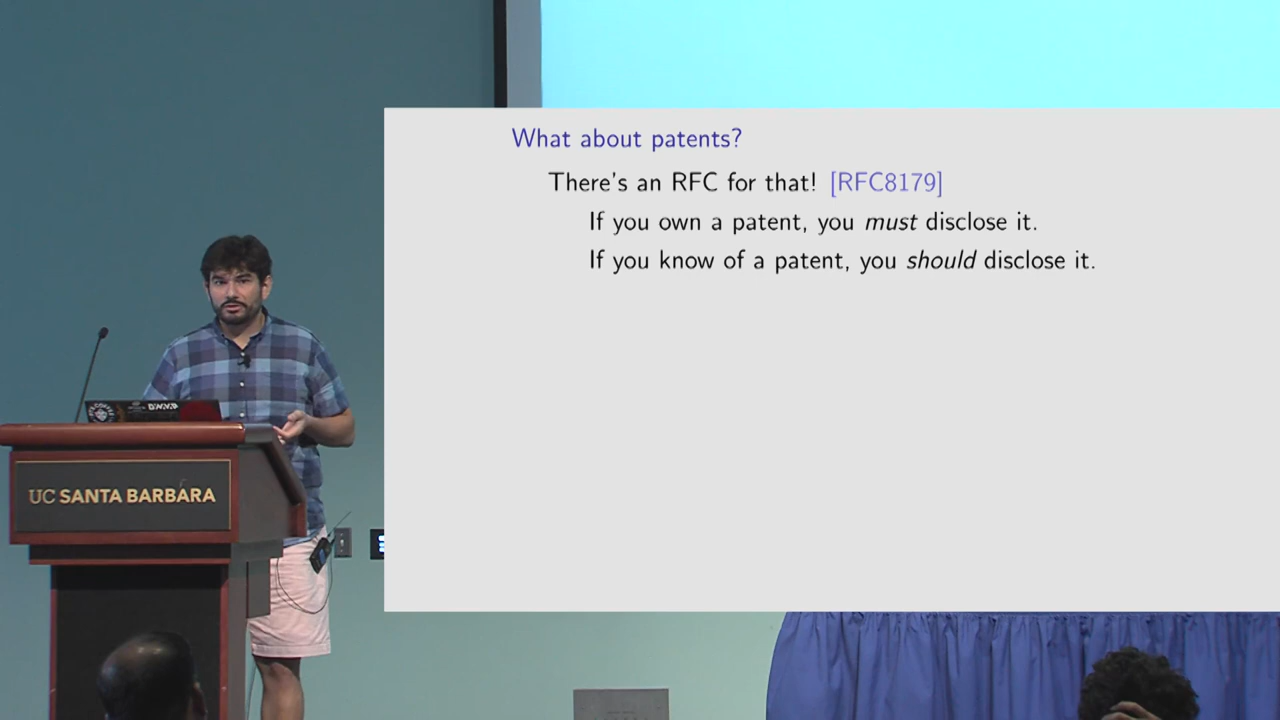 What about patents?
There's an RFC for that! [RFC8179]
If you own a patent, you must disclose it.
If you know of a patent, you should disclose it.
UC SANTA BARBARA